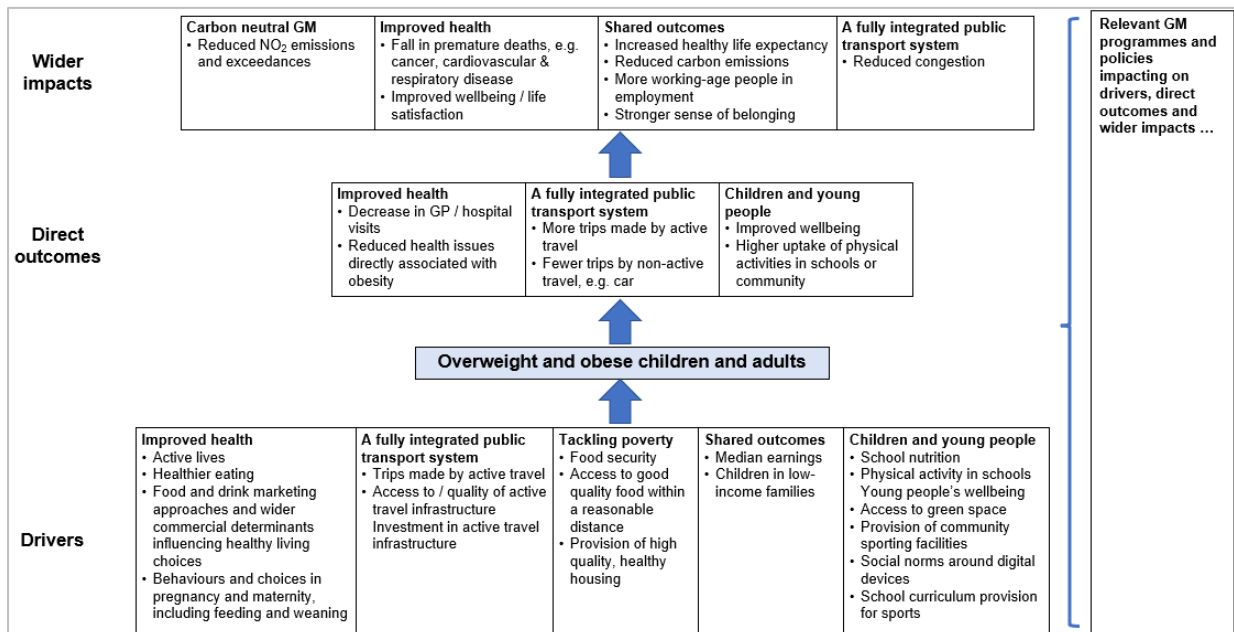 Wider
impacts
Carbon neutral GM
• Reduced NO₂ emissions
and exceedances
Improved health
• Fall in premature deaths, e.g.
cancer, cardiovascular &
respiratory disease
• Improved wellbeing / life
satisfaction
Shared outcomes
• Increased healthy life expectancy
• Reduced carbon emissions
• More working-age people in
employment
• Stronger sense of belonging
A fully integrated public
transport system
• Reduced congestion
Relevant GM
programmes and
policies
impacting on
drivers, direct
outcomes and
wider impacts …
Direct
outcomes
Improved health
• Decrease in GP / hospital
visits
• Reduced health issues
directly associated with
obesity
A fully integrated public
transport system
• More trips made by active
travel
• Fewer trips by non-active
travel, e.g. car
Children and young
people
• Improved wellbeing
• Higher uptake of physical
activities in schools or
community
Overweight and obese children and adults
Drivers
Improved health
• Active lives
• Healthier eating
• Food and drink marketing
approaches and wider
commercial determinants
influencing healthy living
choices
• Behaviours and choices in
pregnancy and maternity,
including feeding and weaning
A fully integrated public
transport system
• Trips made by active travel
• Access to / quality of active
travel infrastructure
Investment in active travel
infrastructure
Tackling poverty
• Food security
• Access to good
quality food within
a reasonable
distance
• Provision of high
quality, healthy
housing
Shared outcomes
• Median earnings
• Children in low-
income families
Children and young people
• School nutrition
• Physical activity in schools
Young people's wellbeing
• Access to green space
• Provision of community
sporting facilities
• Social norms around digital
devices
• School curriculum provision
for sports